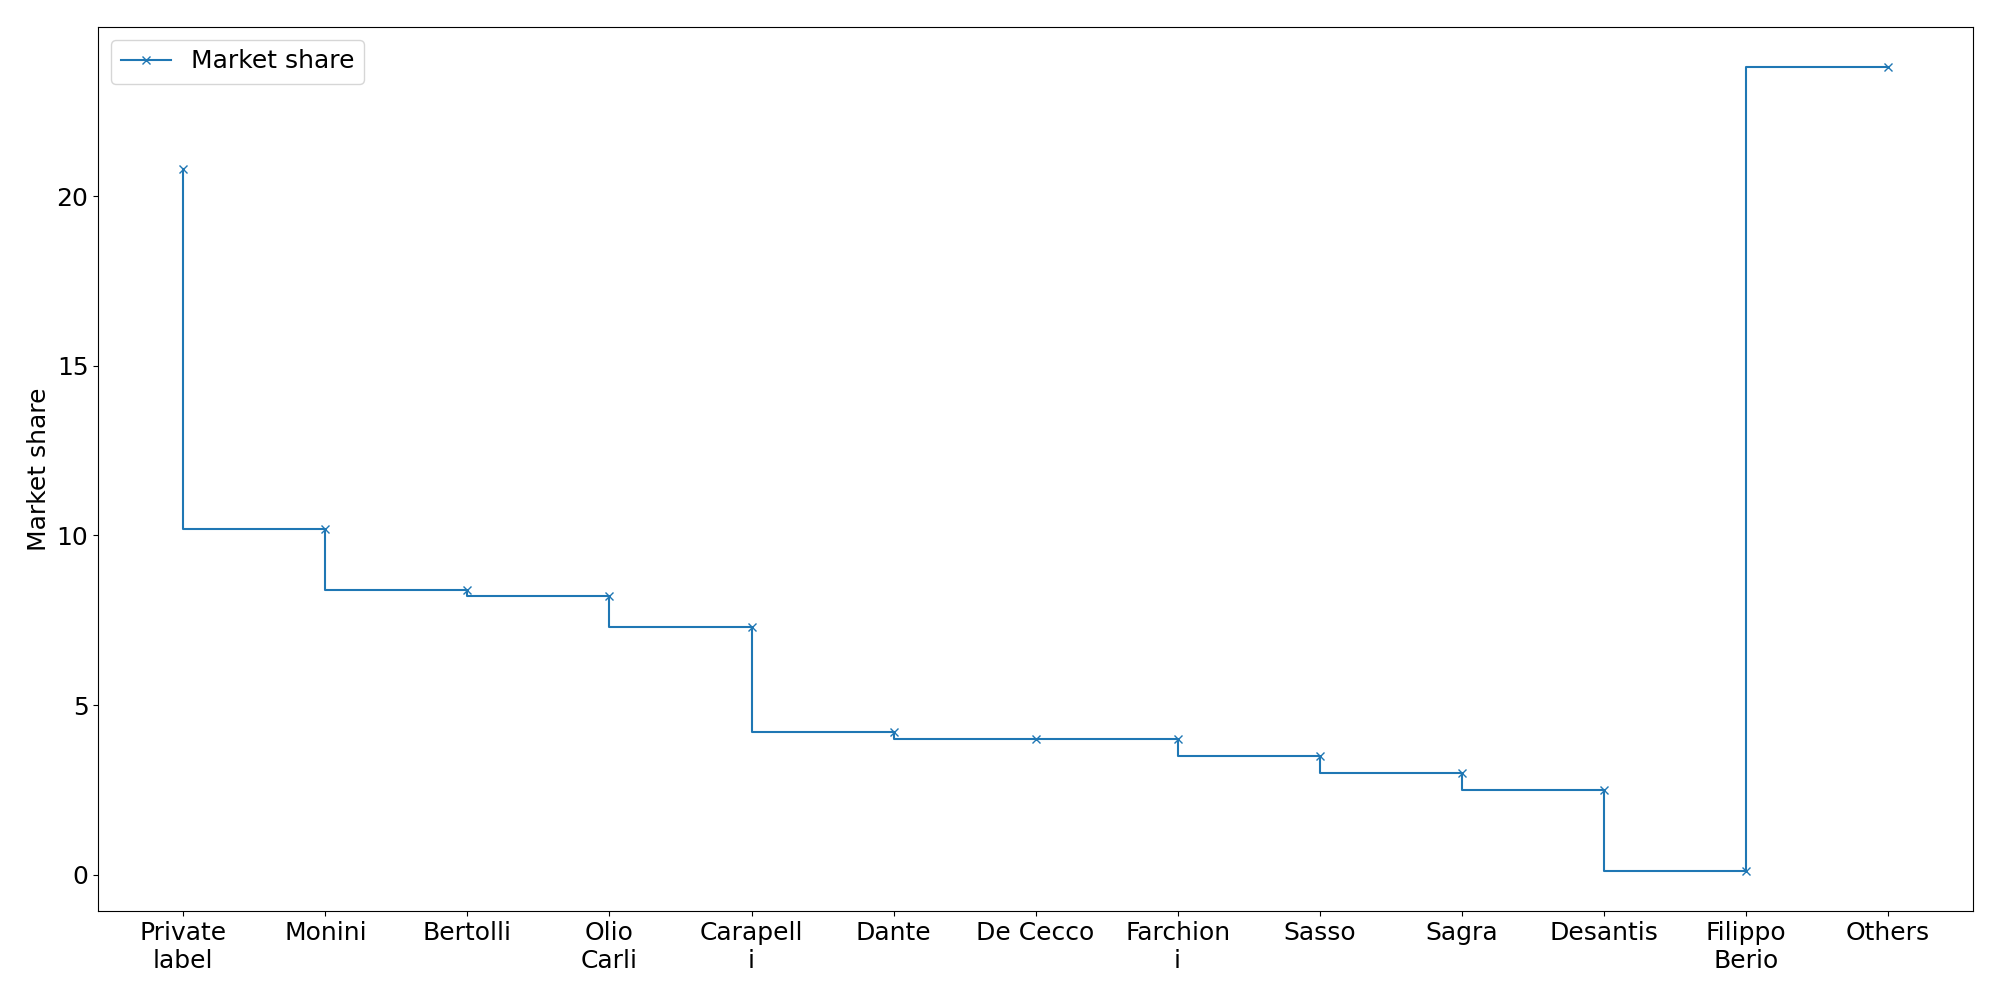 Market share
Market share
20
15
10
5
0
Private
label
Monini
Bertolli
Olio
Carli
Carapell
i
Dante
De Cecco
Farchion
i
Sasso
Sagra
Desantis
Filippo
Berio
Others